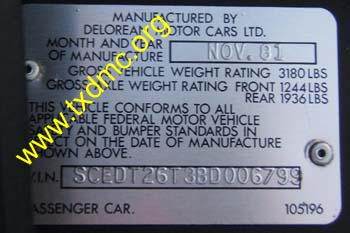 MANUFACTURED BY
DELOREAN MOTOR CARS LTD.
MONTH AND YEAR
OF MANUFACTURE NOV. 81
GROSS VEHICLE WEIGHT RATING 3180 LBS
GROSS AXLE WEIGHT RATING FRONT 1244 LBS
REAR 1936 LBS
THIS VEHICLE CONFORMS TO ALL
APPLICABLE FEDERAL MOTOR VEHICLE
SAFETY AND BUMPER STANDARDS IN
EFFECT ON THE DATE OF MANUFACTURE
SHOWN ABOVE.
V.I.N. SCEDT26T3BD006799
PASSENGER CAR. 105196
www.txdmc.org